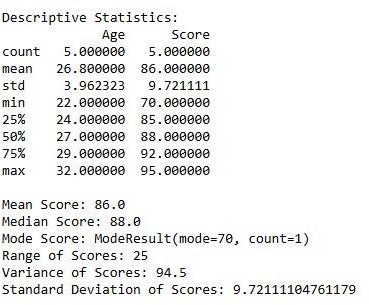 Descriptive Statistics:
Age Score
count 5.000000 5.000000
mean 26.800000 86.000000
std 3.962323 9.721111
min 22.000000 70.000000
25% 24.000000 85.000000
50% 27.000000 88.000000
75% 29.000000 92.000000
max 32.000000 95.000000
Mean Score: 86.0
Median Score: 88.0
Mode Score: ModeResult(mode=70, count=1)
Range of Scores: 25
Variance of Scores: 94.5
Standard Deviation of Scores: 9.72111104761179